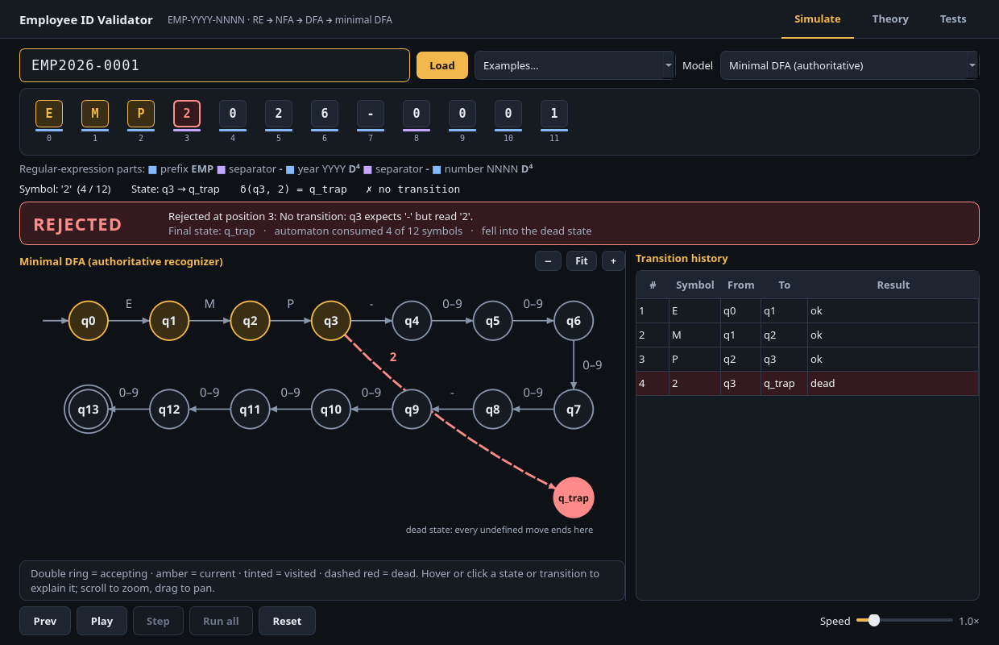 Employee ID Validator EMP-YYYY-NNNN · RE → NFA → DFA → minimal DFA Simulate Theory Tests
EMP2026-0001 Load Examples... Model Minimal DFA (authoritative)
E M P 2 0 2 6 - 0 0 0 1
0 1 2 3 4 5 6 7 8 9 10 11
Regular-expression parts: prefix EMP separator - year YYYY D⁴ separator - number NNNN D⁴
Symbol: '2' (4 / 12) State: q3 → q_trap δ(q3, 2) = q_trap ✗ no transition
REJECTED
Rejected at position 3: No transition: q3 expects '-' but read '2'.
Final state: q_trap · automaton consumed 4 of 12 symbols · fell into the dead state
Minimal DFA (authoritative recognizer) − Fit +
E M P - 0–9 0–9
q0 q1 q2 q3 q4 q5 q6
2
0–9
0–9 0–9 0–9 0–9 - 0–9
q13 q12 q11 q10 q9 q8 q7
q_trap
dead state: every undefined move ends here
Transition history
# Symbol From To Result
1 E q0 q1 ok
2 M q1 q2 ok
3 P q2 q3 ok
4 2 q3 q_trap dead
Double ring = accepting · amber = current · tinted = visited · dashed red = dead. Hover or click a state or transition to
explain it; scroll to zoom, drag to pan.
Prev Play Step Run all Reset Speed 1.0×